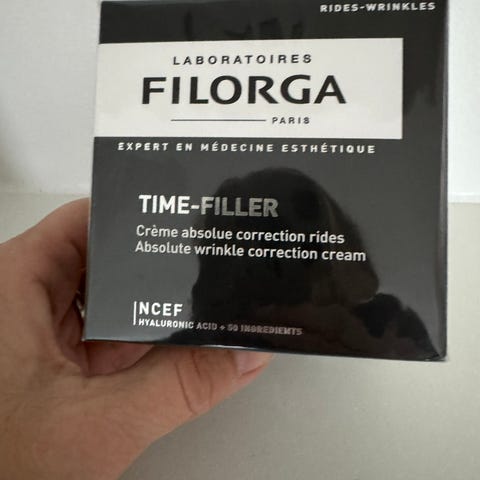 RIDES-WRINKLES
LABORATOIRES
FILORGA
PARIS
EXPERT EN MÉDECINE ESTHÉTIQUE
TIME-FILLER
Crème absolue correction rides
Absolute wrinkle correction cream
NCEF
HYALURONIC ACID + 50 INGREDIENTS